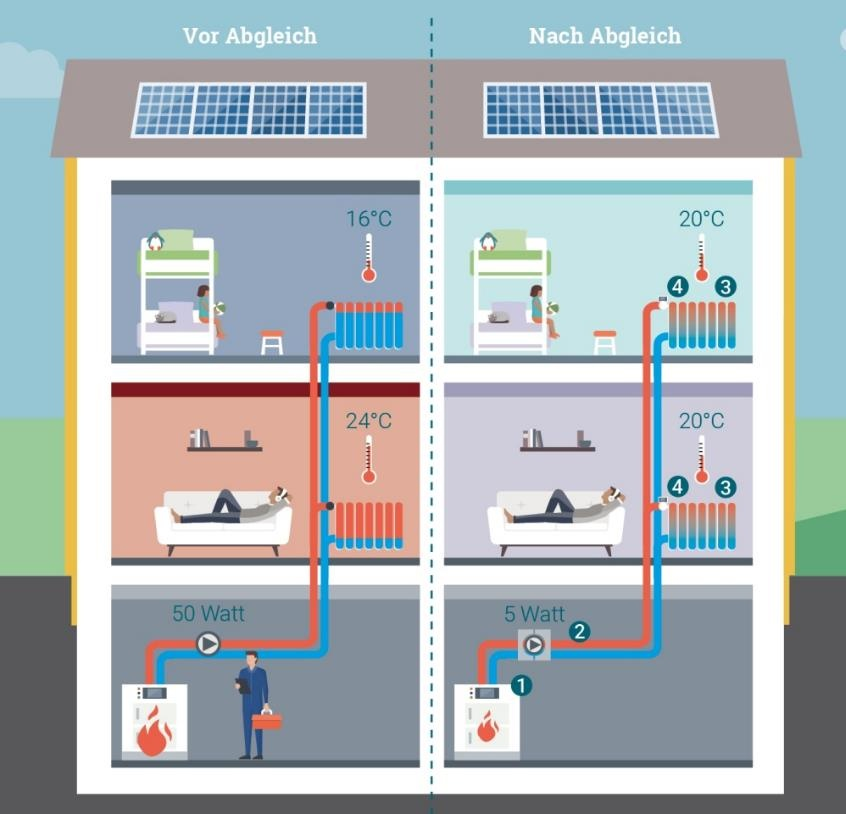 Vor Abgleich
Nach Abgleich
16°C
20°C
4
3
24°C
20°C
4
3
50 Watt
5 Watt
2
1